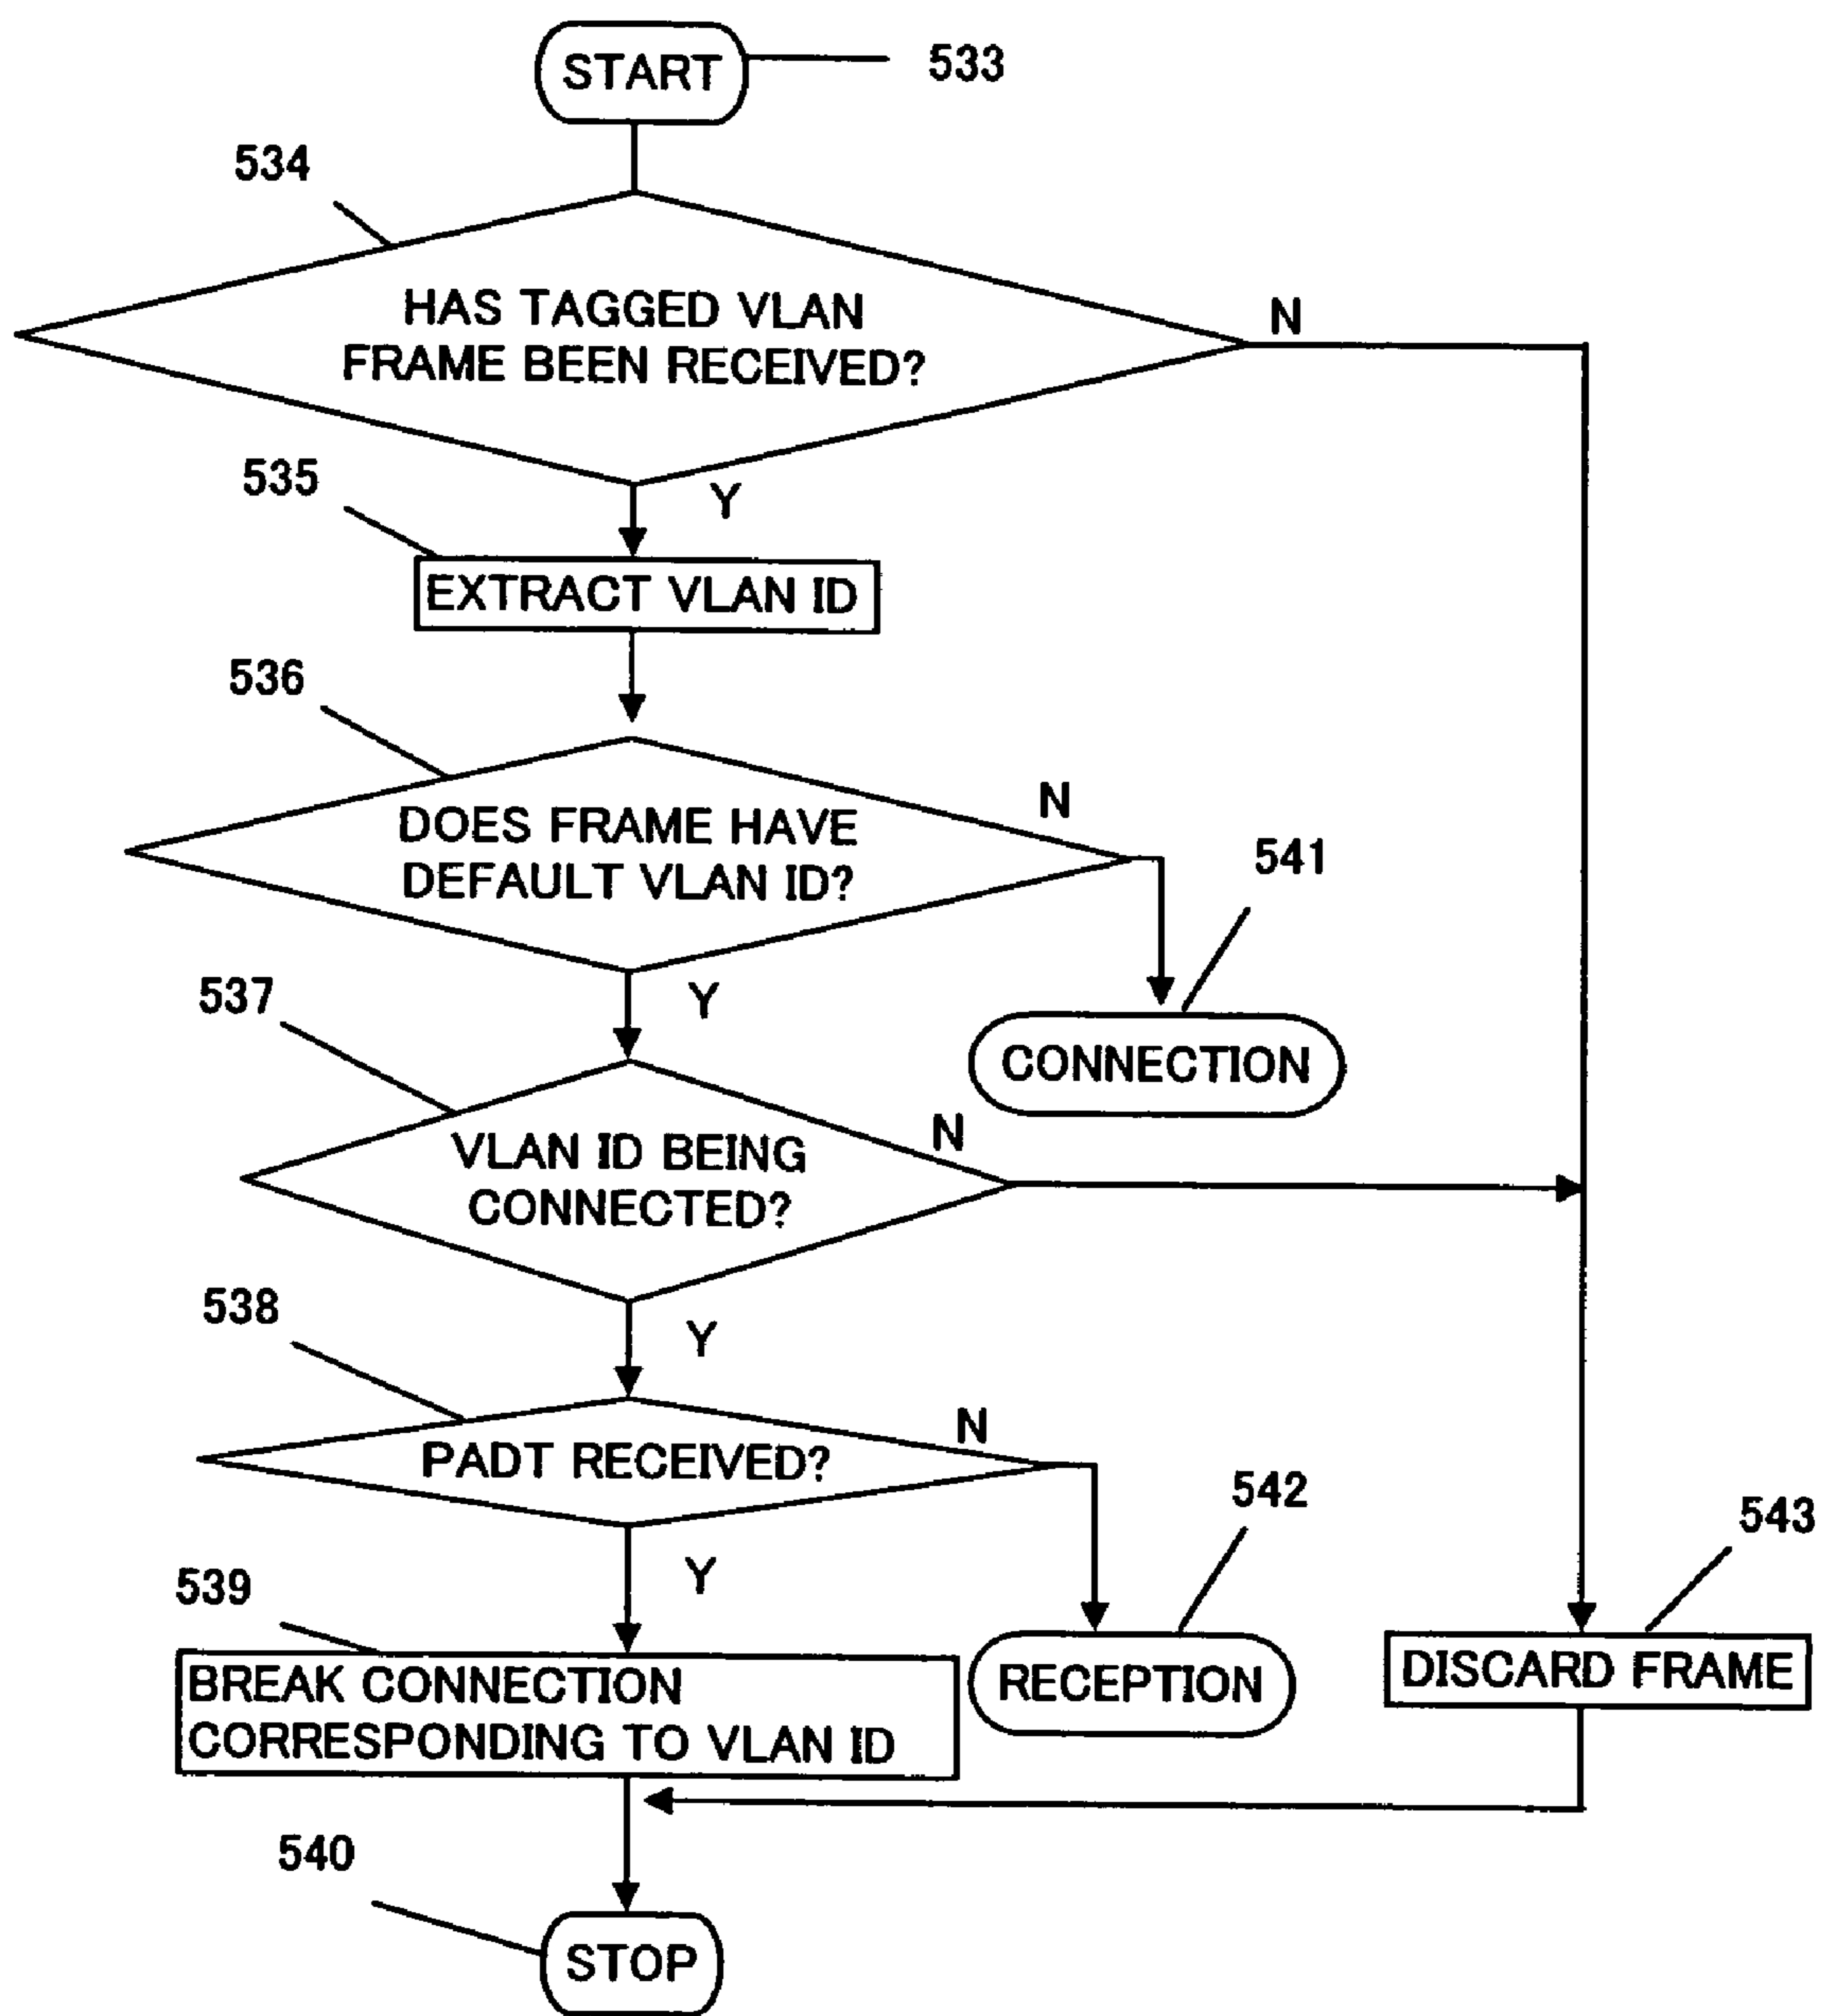 START
533
534
HAS TAGGED VLAN
FRAME BEEN RECEIVED?
N
535
Y
EXTRACT VLAN ID
536
N
DOES FRAME HAVE
DEFAULT VLAN ID?
541
537
Y
CONNECTION
N
VLAN ID BEING
CONNECTED?
538
Y
N
PADT RECEIVED?
542
543
539
Y
BREAK CONNECTION
CORRESPONDING TO VLAN ID
RECEPTION
DISCARD FRAME
540
STOP